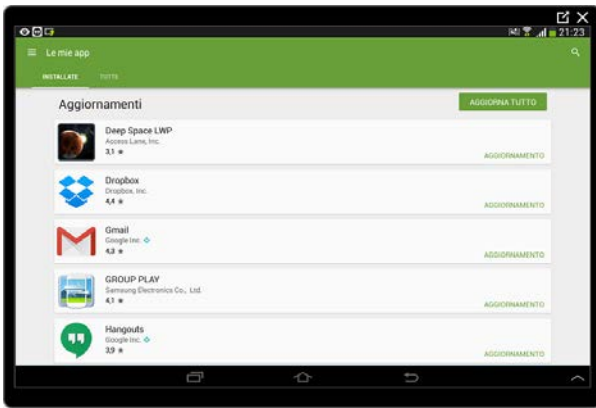 21:23
Le mie app
INSTALLATE TUTTE
Aggiornamenti
AGGIORNA TUTTO
Deep Space LWP
Access Lane, Inc.
3,1 ★
AGGIORNAMENTO
Dropbox
Dropbox, Inc.
4,4 ★
AGGIORNAMENTO
Gmail
Google Inc.
4,3 ★
AGGIORNAMENTO
GROUP PLAY
Samsung Electronics Co., Ltd.
4,1 ★
AGGIORNAMENTO
Hangouts
Google Inc.
3,9 ★
AGGIORNAMENTO